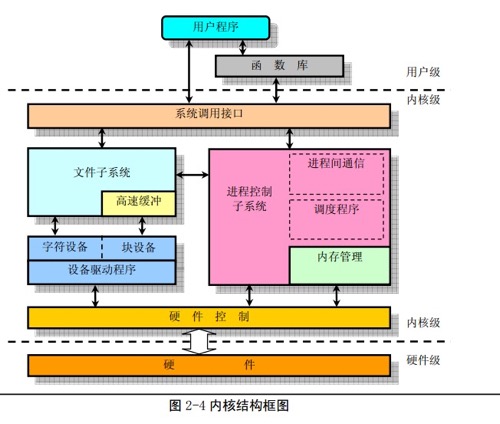 用户程序
函 数 库
用户级
内核级
系统调用接口
文件子系统
高速缓冲
进程控制
子系统
进程间通信
调度程序
内存管理
字符设备
块设备
设备驱动程序
硬 件 控 制
内核级
硬件级
硬 件
图 2-4 内核结构框图